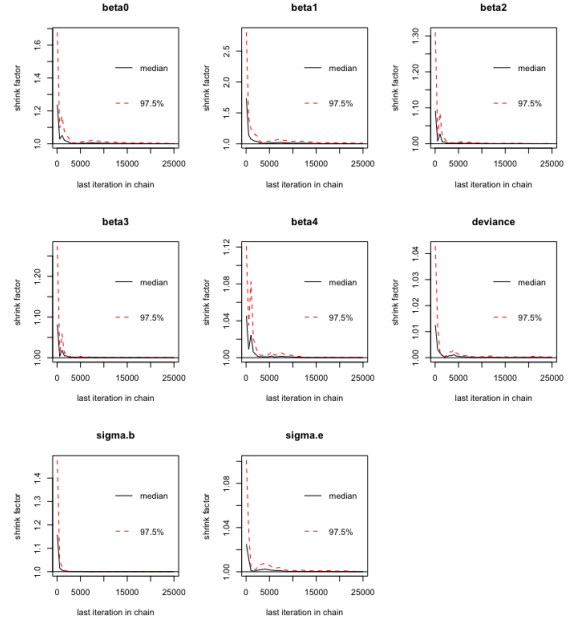 beta0
shrink factor
1.0 1.2 1.4 1.6
median
97.5%
0 5000 15000 25000
last iteration in chain
beta1
shrink factor
1.0 1.5 2.0 2.5
median
97.5%
0 5000 15000 25000
last iteration in chain
beta2
shrink factor
1.00 1.10 1.20 1.30
median
97.5%
0 5000 15000 25000
last iteration in chain
beta3
shrink factor
1.00 1.10 1.20
median
97.5%
0 5000 15000 25000
last iteration in chain
beta4
shrink factor
1.00 1.04 1.08 1.12
median
97.5%
0 5000 15000 25000
last iteration in chain
deviance
shrink factor
1.00 1.01 1.02 1.03 1.04
median
97.5%
0 5000 15000 25000
last iteration in chain
sigma.b
shrink factor
1.0 1.1 1.2 1.3 1.4
median
97.5%
0 5000 15000 25000
last iteration in chain
sigma.e
shrink factor
1.00 1.04 1.08
median
97.5%
0 5000 15000 25000
last iteration in chain